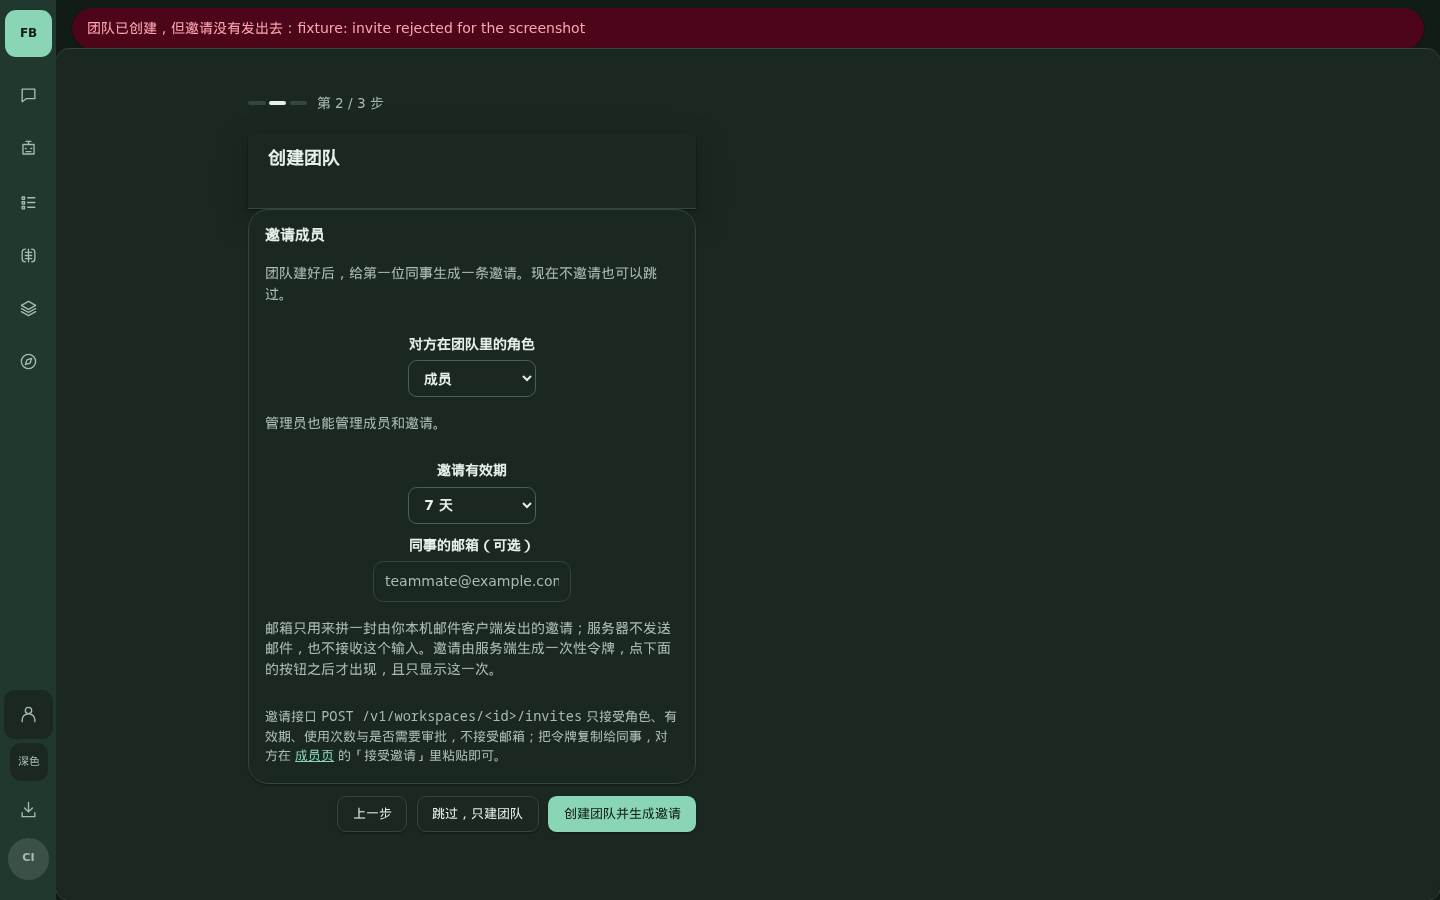 FB
团队已创建，但邀请没有发出去：fixture: invite rejected for the screenshot
第 2 / 3 步
创建团队
邀请成员
团队建好后，给第一位同事生成一条邀请。现在不邀请也可以跳
过。
对方在团队里的角色
成员
管理员也能管理成员和邀请。
邀请有效期
7 天
同事的邮箱（可选）
teammate@example.con
邮箱只用来拼一封由你本机邮件客户端发出的邀请；服务器不发送
邮件，也不接收这个输入。邀请由服务端生成一次性令牌，点下面
的按钮之后才出现，且只显示这一次。
邀请接口 POST /v1/workspaces/<id>/invites 只接受角色、有
效期、使用次数与是否需要审批，不接受邮箱；把令牌复制给同事，对
方在 成员页 的「接受邀请」里粘贴即可。
上一步
跳过，只建团队
创建团队并生成邀请
深色
CI